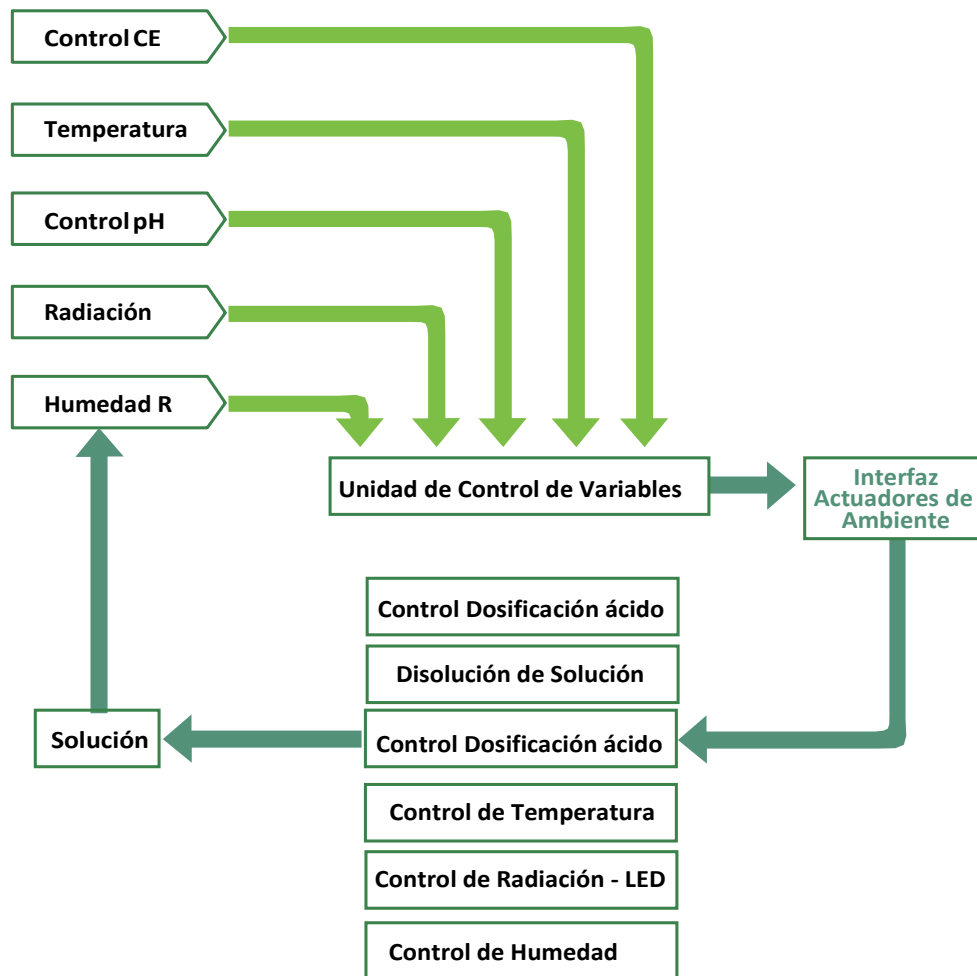 Control CE
Temperatura
Control pH
Radiación
Humedad R
Unidad de Control de Variables
Interfaz
Actuadores de
Ambiente
Control Dosificación ácido
Disolución de Solución
Solución
Control Dosificación ácido
Control de Temperatura
Control de Radiación - LED
Control de Humedad